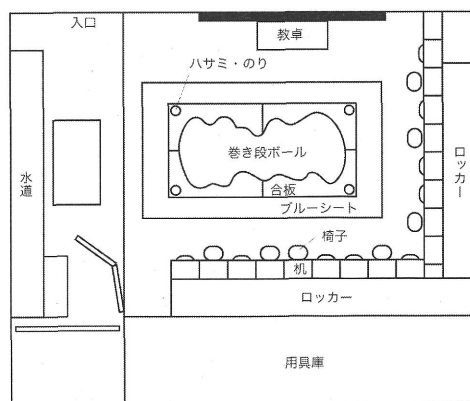 入口
教卓
ハサミ・のり
巻き段ボール
合板
ブルーシート
水道
ロッカー
椅子
机
ロッカー
用具庫